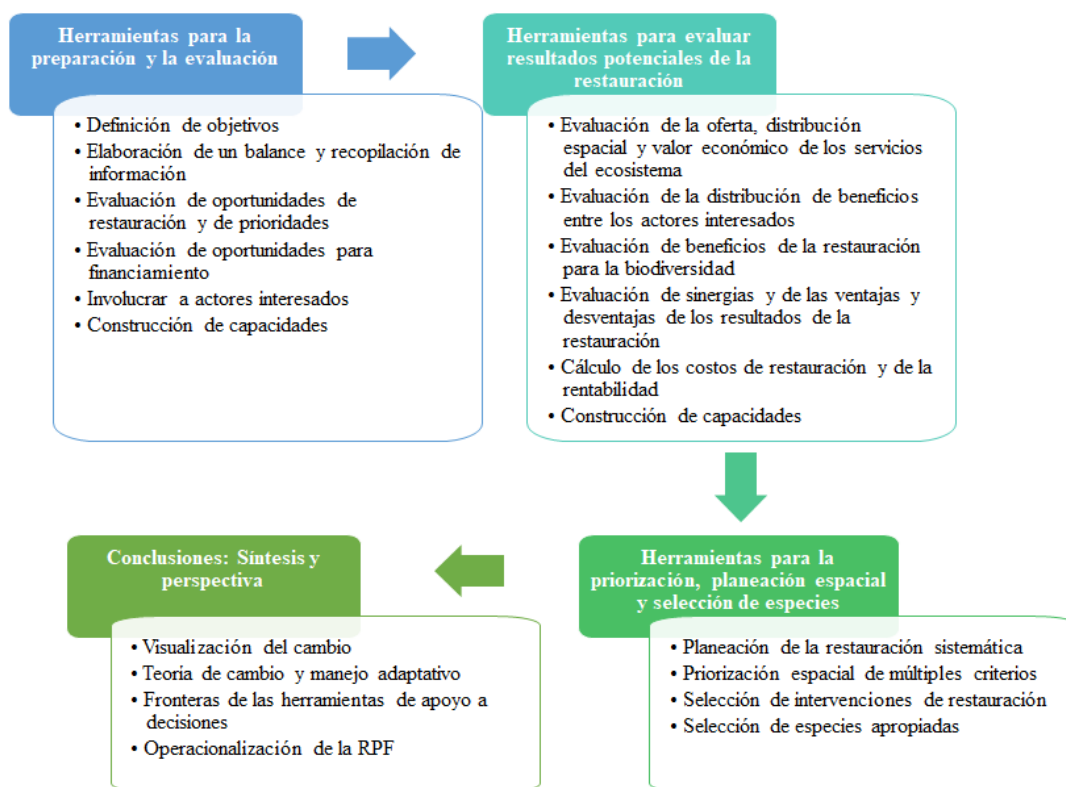 Herramientas para la
preparación y la evaluación
• Definición de objetivos
• Elaboración de un balance y recopilación de
información
• Evaluación de oportunidades de
restauración y de prioridades
• Evaluación de oportunidades para
financiamiento
• Involucrar a actores interesados
• Construcción de capacidades
Herramientas para evaluar
resultados potenciales de la
restauración
• Evaluación de la oferta, distribución
espacial y valor económico de los servicios
del ecosistema
• Evaluación de la distribución de beneficios
entre los actores interesados
• Evaluación de beneficios de la restauración
para la biodiversidad
• Evaluación de sinergias y de las ventajas y
desventajas de los resultados de la
restauración
• Cálculo de los costos de restauración y de la
rentabilidad
• Construcción de capacidades
Herramientas para la
priorización, planeación espacial
y selección de especies
• Planeación de la restauración sistemática
• Priorización espacial de múltiples criterios
• Selección de intervenciones de restauración
• Selección de especies apropiadas
Conclusiones: Síntesis y
perspectiva
• Visualización del cambio
• Teoría de cambio y manejo adaptativo
• Fronteras de las herramientas de apoyo a
decisiones
• Operacionalización de la RPF